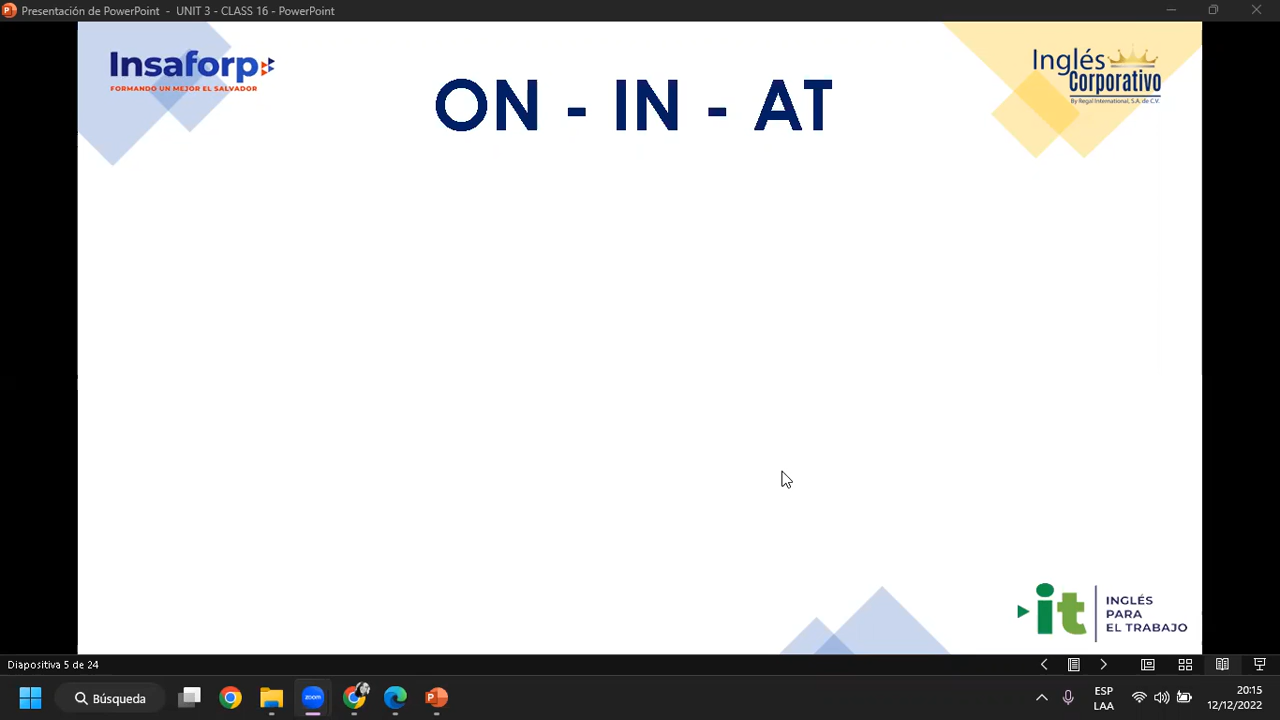 Presentación de PowerPoint - UNIT 3 - CLASS 16 - PowerPoint
Insaforp
FORMANDO UN MEJOR EL SALVADOR
ON - IN - AT
Inglés
Corporativo
By Regal International, S.A. de C.V.
it
INGLÉS
PARA
EL TRABAJO
Diapositiva 5 de 24
Búsqueda
zoom
ESP
LAA
20:15
12/12/2022